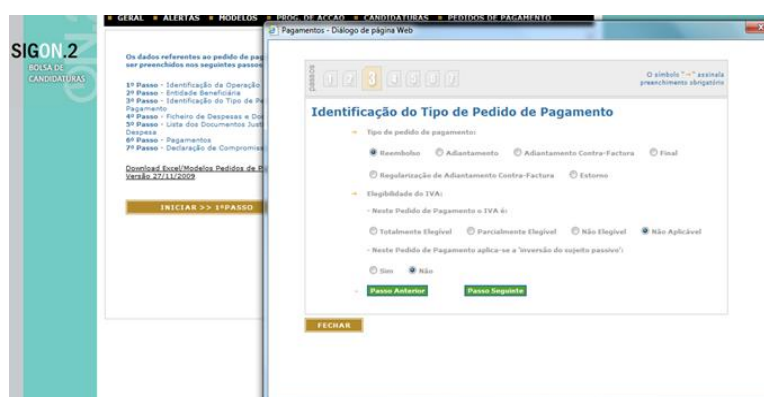 GERAL ALERTAS MODELOS PROG. DE ACÇÃO CANDIDATURAS PEDIDOS DE PAGAMENTO
Pagamentos - Diálogo de página Web
SIGON.2
BOLSA DE
CANDIDATURAS
Os dados referentes ao pedido de pag
ser preenchidos nos seguintes passos
1º Passo - Identificação da Operação
2º Passo - Entidade Beneficiária
3º Passo - Identificação do Tipo de Pe
Pagamento
4º Passo - Ficheiro de Despesas e Do
5º Passo - Lista dos Documentos Just
Despesa
6º Passo - Pagamentos
7º Passo - Declaração de Compromiss
Download Excel/Modelos Pedidos de P
Versão 27/11/2009
INICIAR >> 1ºPASSO
passos
1 2 3 4 5 6 7
O símbolo "→" assinala
preenchimento obrigatório
Identificação do Tipo de Pedido de Pagamento
→ Tipo de pedido de pagamento:
Reembolso Adiantamento Adiantamento Contra-Factura Final
Regularização de Adiantamento Contra-Factura Estorno
→ Elegibilidade do IVA:
- Neste Pedido de Pagamento o IVA é:
Totalmente Elegível Parcialmente Elegível Não Elegível Não Aplicável
- Neste Pedido de Pagamento aplica-se a 'inversão do sujeito passivo':
Sim Não
Passo Anterior Passo Seguinte
FECHAR